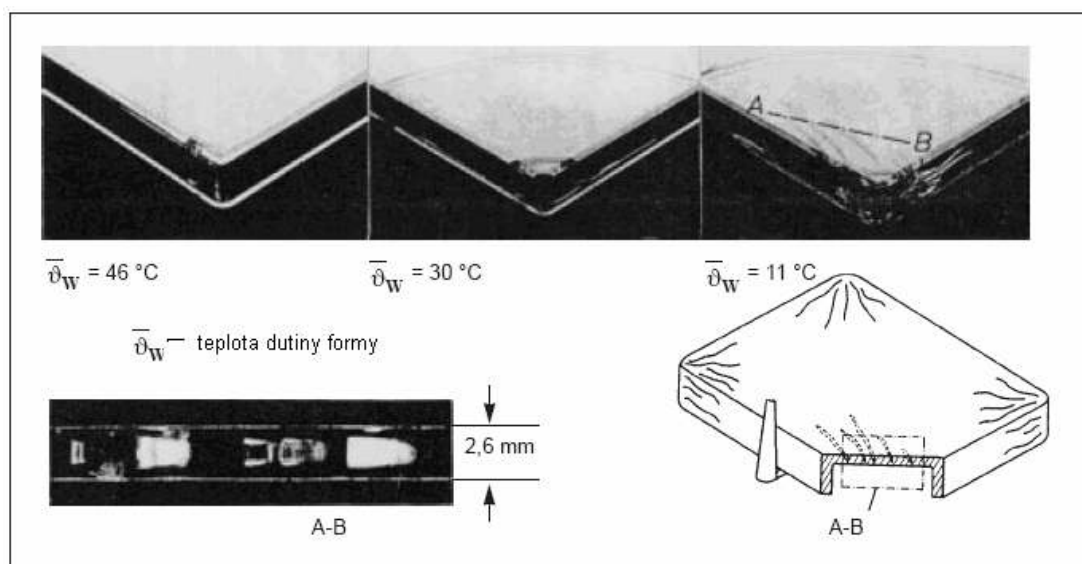 A
B
ϑ̅w = 46 °C
ϑ̅w = 30 °C
ϑ̅w = 11 °C
ϑ̅w — teplota dutiny formy
2,6 mm
A-B
A-B